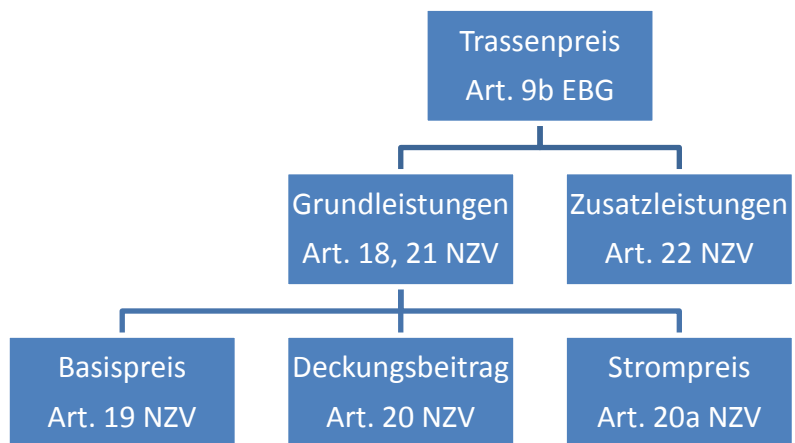 Trassenpreis
Art. 9b EBG
Grundleistungen
Art. 18, 21 NZV
Zusatzleistungen
Art. 22 NZV
Basispreis
Art. 19 NZV
Deckungsbeitrag
Art. 20 NZV
Strompreis
Art. 20a NZV